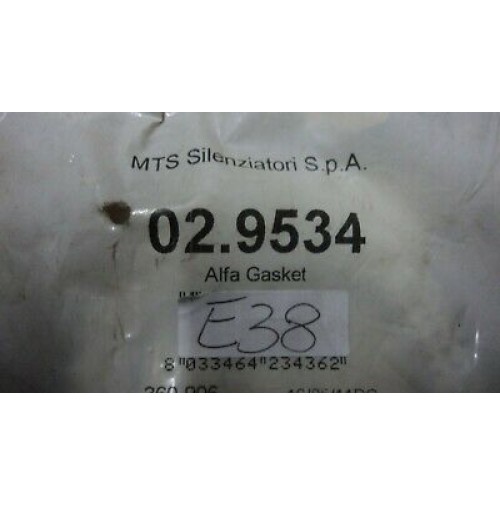 MTS Silenziatori S.p.A.
02.9534
Alfa Gasket
E38
8"033464"234362"